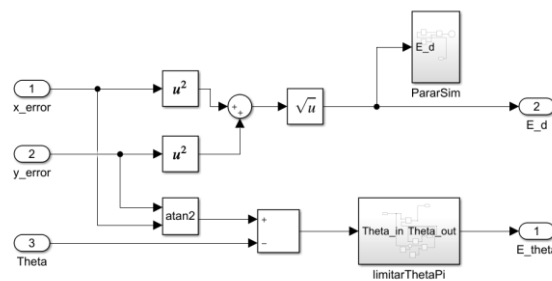 E_d
PararSim
1
x_error
u²
+
+
√u
2
E_d
2
y_error
u²
atan2
+
−
3
Theta
Theta_in Theta_out
limitarThetaPi
1
E_theta